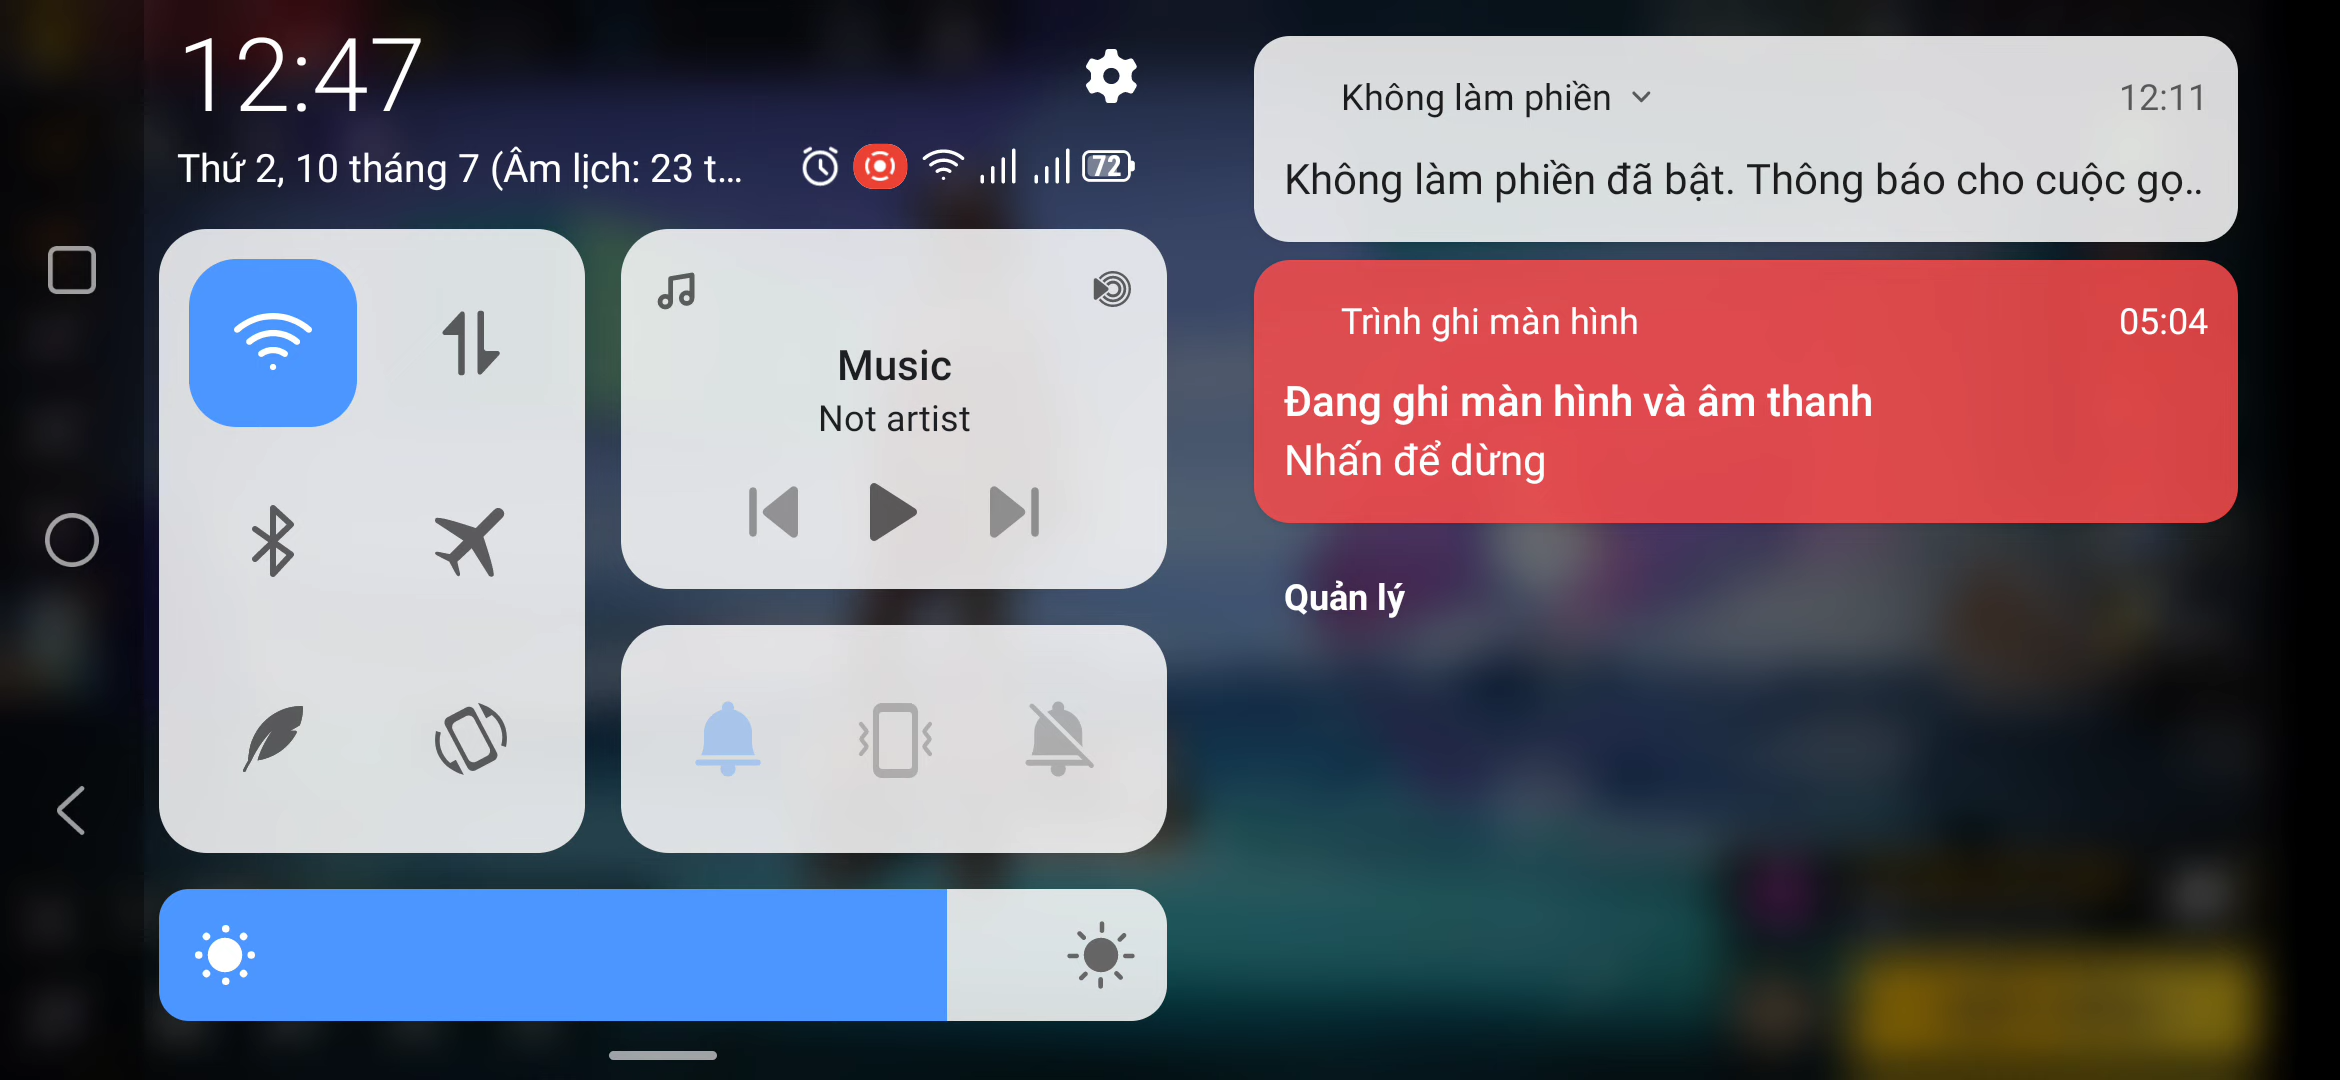 12:47
Thứ 2, 10 tháng 7 (Âm lịch: 23 t...
72
Music
Not artist
Không làm phiền
12:11
Không làm phiền đã bật. Thông báo cho cuộc gọ..
Trình ghi màn hình
05:04
Đang ghi màn hình và âm thanh
Nhấn để dừng
Quản lý